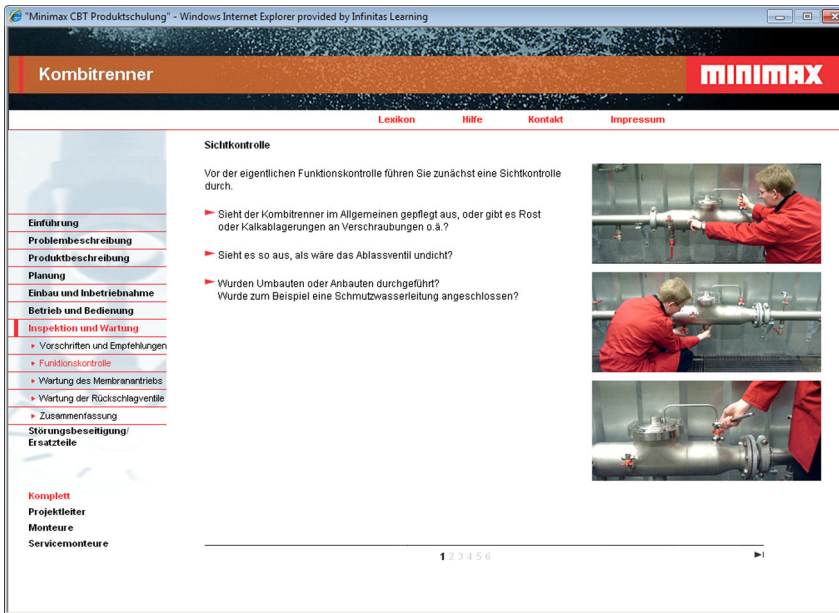 "Minimax CBT Produktschulung" - Windows Internet Explorer provided by Infinitas Learning
Kombitrenner
MINIMAX
Lexikon Hilfe Kontakt Impressum
Einführung
Problembeschreibung
Produktbeschreibung
Planung
Einbau und Inbetriebnahme
Betrieb und Bedienung
Inspektion und Wartung
Vorschriften und Empfehlungen
Funktionskontrolle
Wartung des Membranantriebs
Wartung der Rückschlagventile
Zusammenfassung
Störungsbeseitigung/
Ersatzteile
Komplett
Projektleiter
Monteure
Servicemonteure
Sichtkontrolle
Vor der eigentlichen Funktionskontrolle führen Sie zunächst eine Sichtkontrolle
durch.
Sieht der Kombitrenner im Allgemeinen gepflegt aus, oder gibt es Rost
oder Kalkablagerungen an Verschraubungen o.ä.?
Sieht es so aus, als wäre das Ablassventil undicht?
Wurden Umbauten oder Anbauten durchgeführt?
Wurde zum Beispiel eine Schmutzwasserleitung angeschlossen?
1 2 3 4 5 6